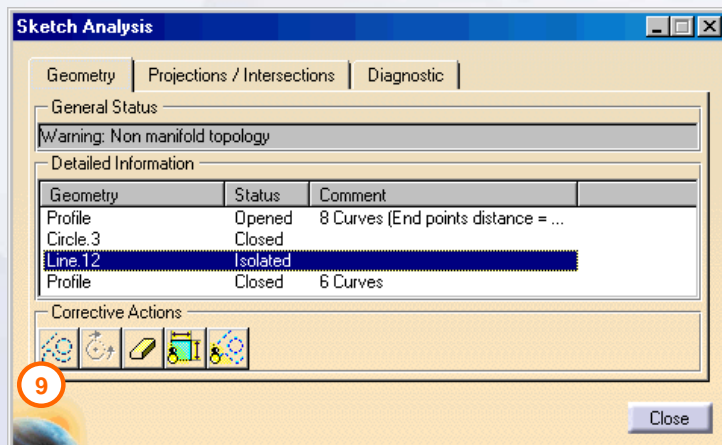 Sketch Analysis
Geometry Projections / Intersections Diagnostic
General Status
Warning: Non manifold topology
Detailed Information
Geometry Status Comment
Profile Opened 8 Curves (End points distance = ...
Circle.3 Closed
Line.12 Isolated
Profile Closed 6 Curves
Corrective Actions
9
Close